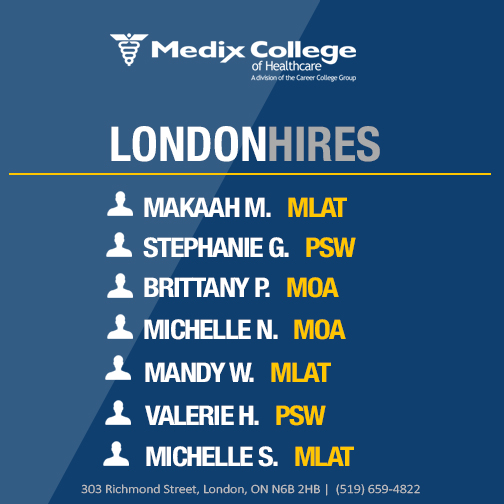 Medix College
of Healthcare
A division of the Career College Group
LONDONHIRES
MAKAAH M. MLAT
STEPHANIE G. PSW
BRITTANY P. MOA
MICHELLE N. MOA
MANDY W. MLAT
VALERIE H. PSW
MICHELLE S. MLAT
303 Richmond Street, London, ON N6B 2HB | (519) 659-4822